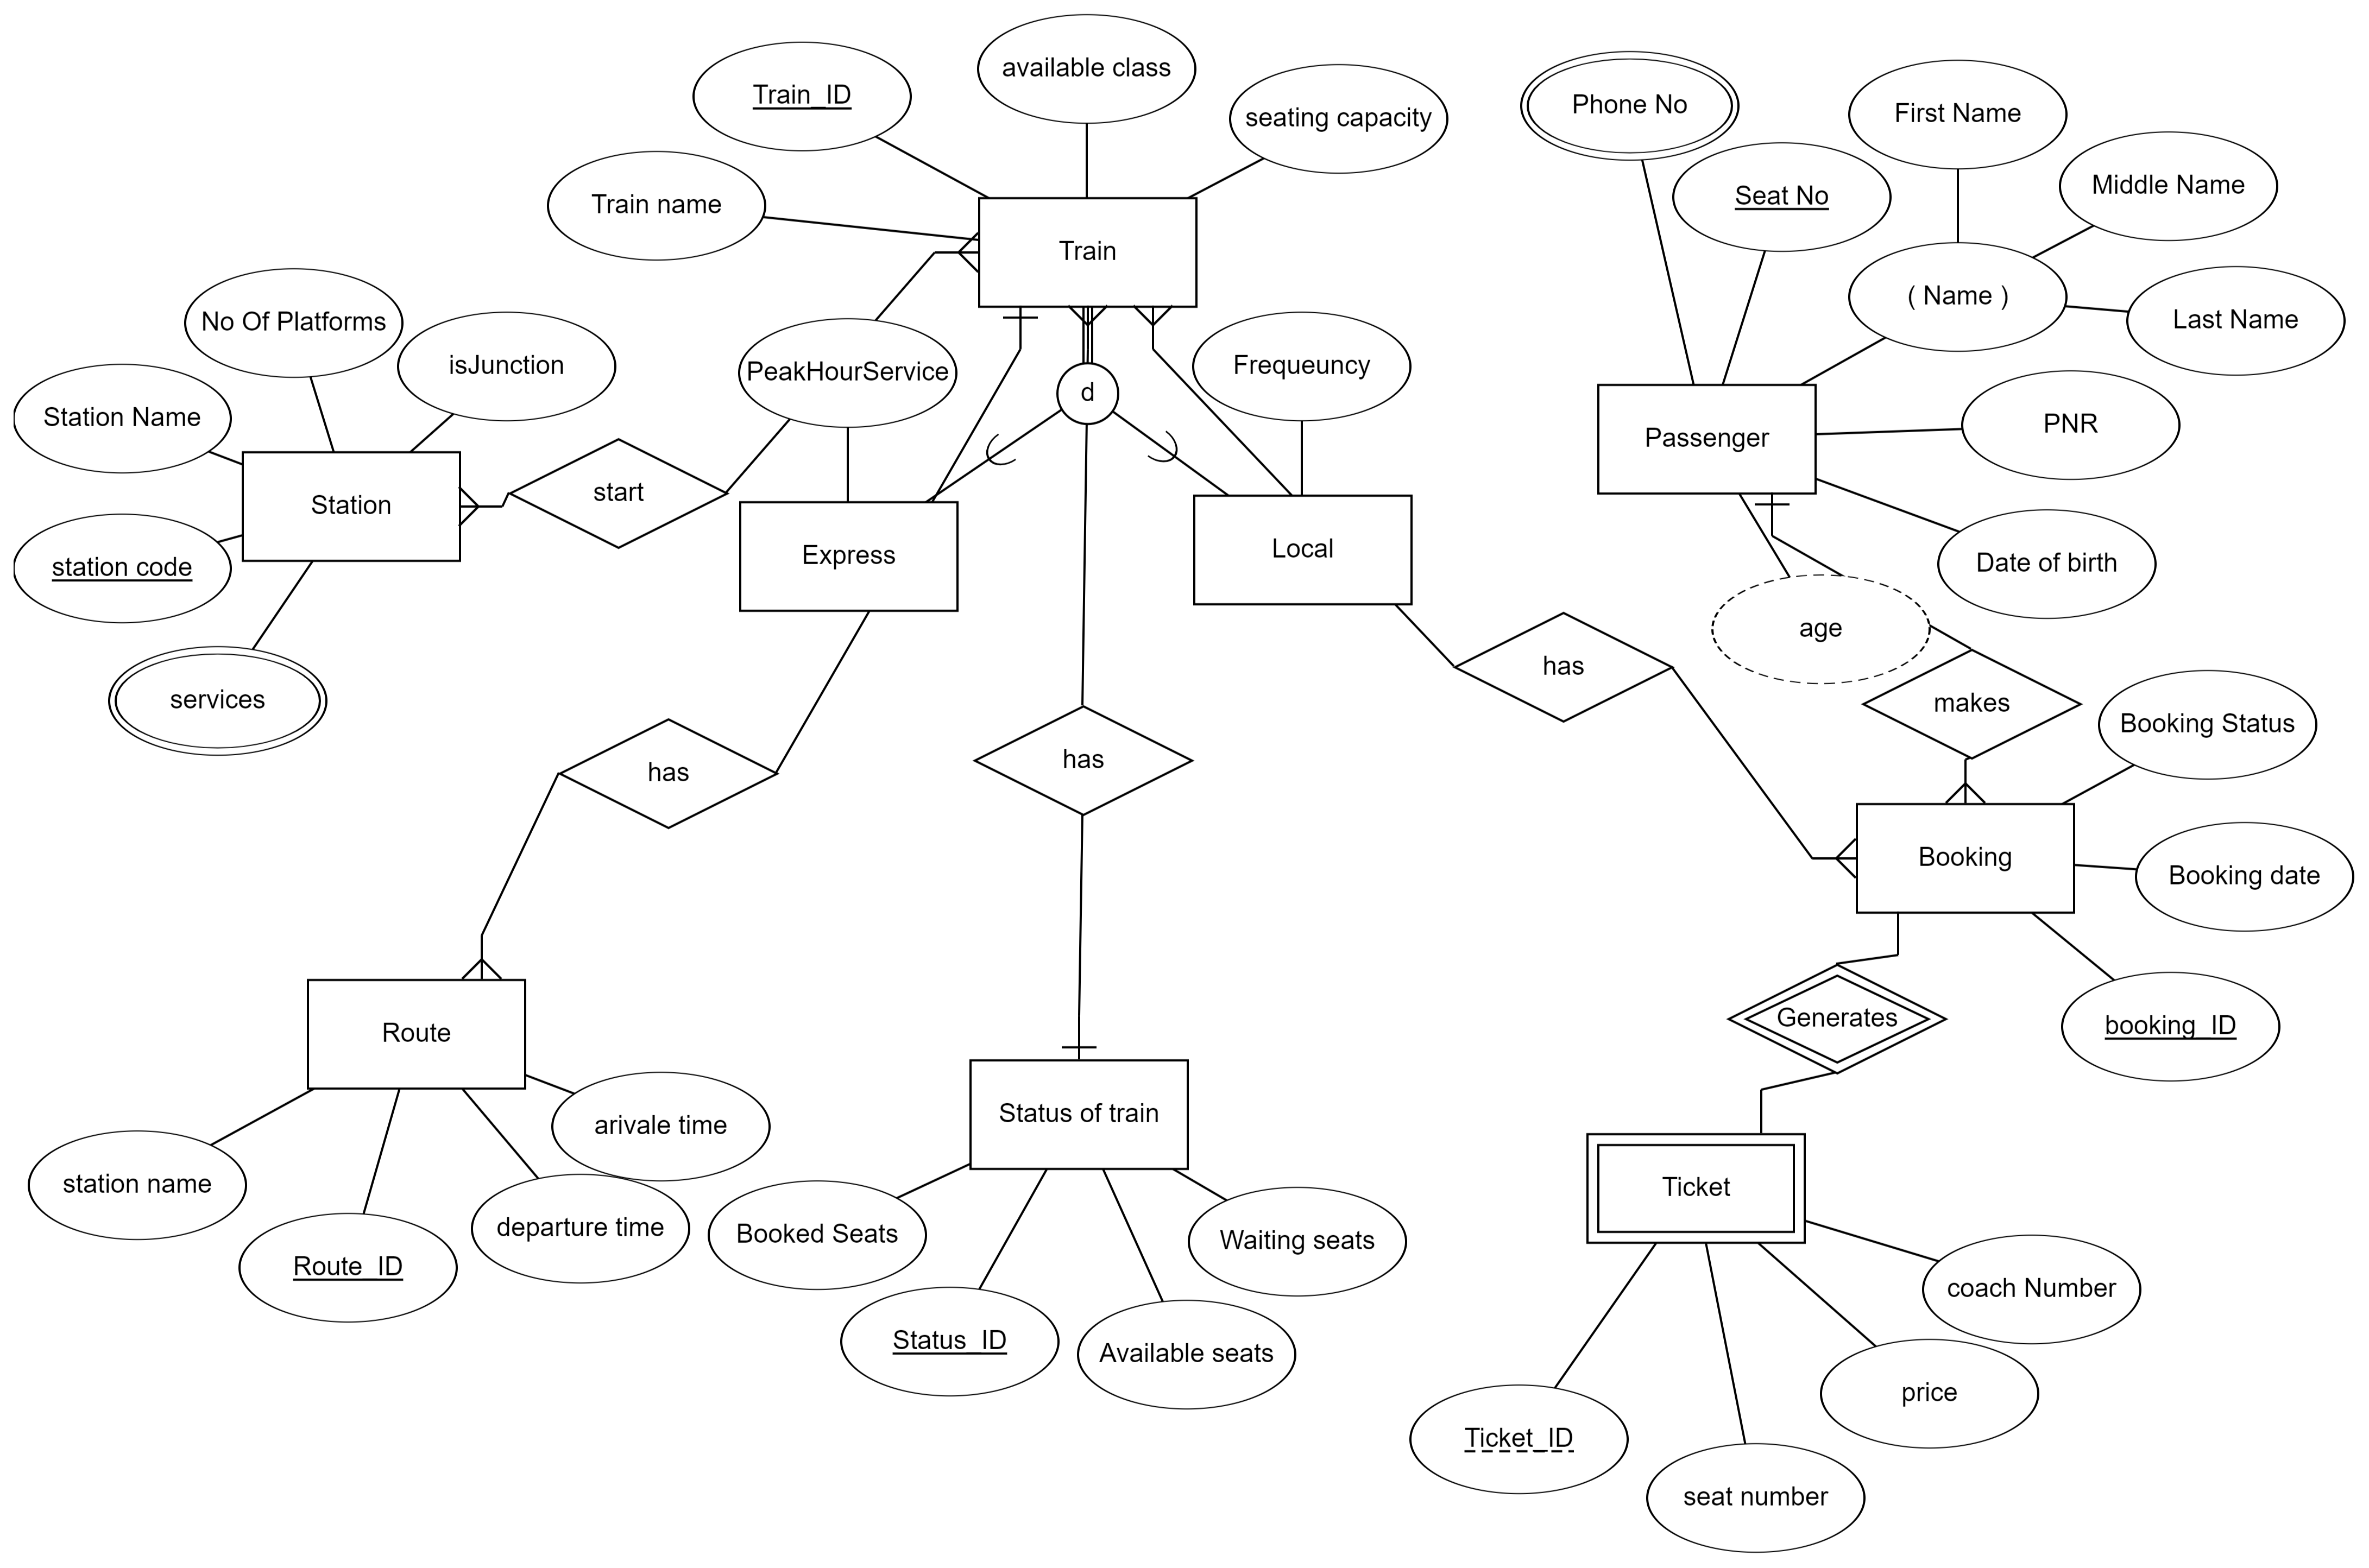 available class
Train_ID
seating capacity
Phone No
First Name
Seat No
Middle Name
Train name
Train
( Name )
Last Name
No Of Platforms
isJunction
PeakHourService
Frequeuncy
d
Station Name
PNR
Passenger
start
Station
Express
Local
Date of birth
station code
age
has
services
makes
Booking Status
has
has
Booking
Booking date
Generates
booking_ID
Route
Status of train
arivale time
station name
Ticket
departure time
Booked Seats
Waiting seats
Route_ID
coach Number
Status_ID
Available seats
price
Ticket_ID
seat number